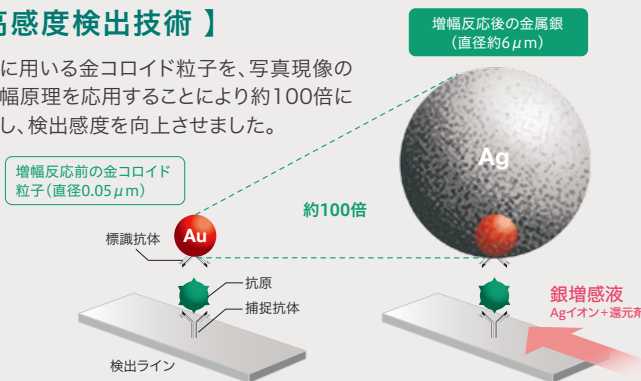 高感度検出技術 】
に用いる金コロイド粒子を、写真現像の
幅原理を応用することにより約100倍に
し、検出感度を向上させました。
増幅反応後の金属銀
（直径約6μm）
増幅反応前の金コロイド
粒子（直径0.05μm）
Ag
約100倍
Au
標識抗体
抗原
捕捉抗体
検出ライン
銀増感液
Agイオン+還元剤